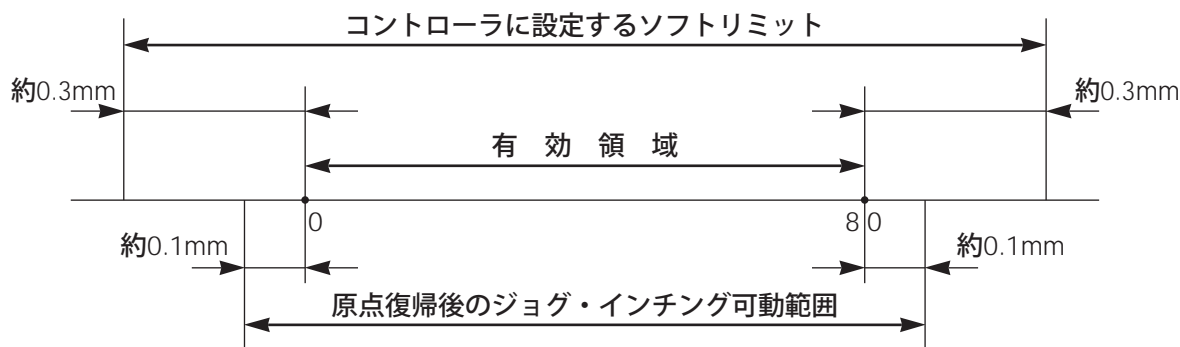 コントローラに設定するソフトリミット
約0.3mm
約0.3mm
有 効 領 域
0
80
約0.1mm
約0.1mm
原点復帰後のジョグ・インチング可動範囲